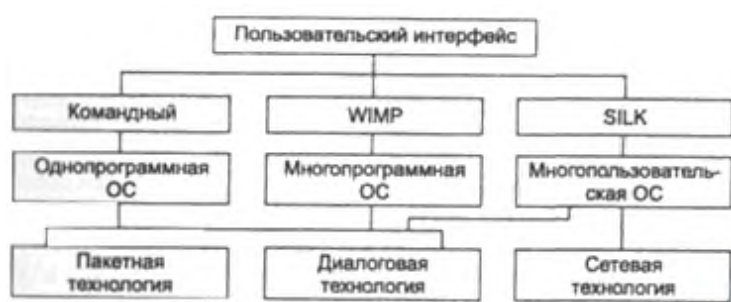 Пользовательский интерфейс
Командный
WIMP
SILK
Однопрограммная
ОС
Многопрограммная
ОС
Многопользователь-
ская ОС
Пакетная
технология
Диалоговая
технология
Сетевая
технология